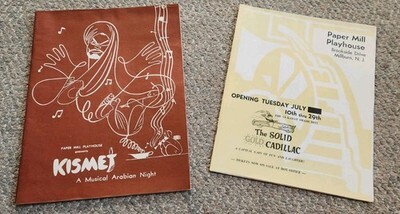 PAPER MILL PLAYHOUSE
presents
KISMET
A Musical Arabian Night
Paper Mill
Playhouse
Brookside Drive
Millburn, N. J.
OPENING TUESDAY JULY
10th thru 29th
The SOLID
GOLD CADILLAC